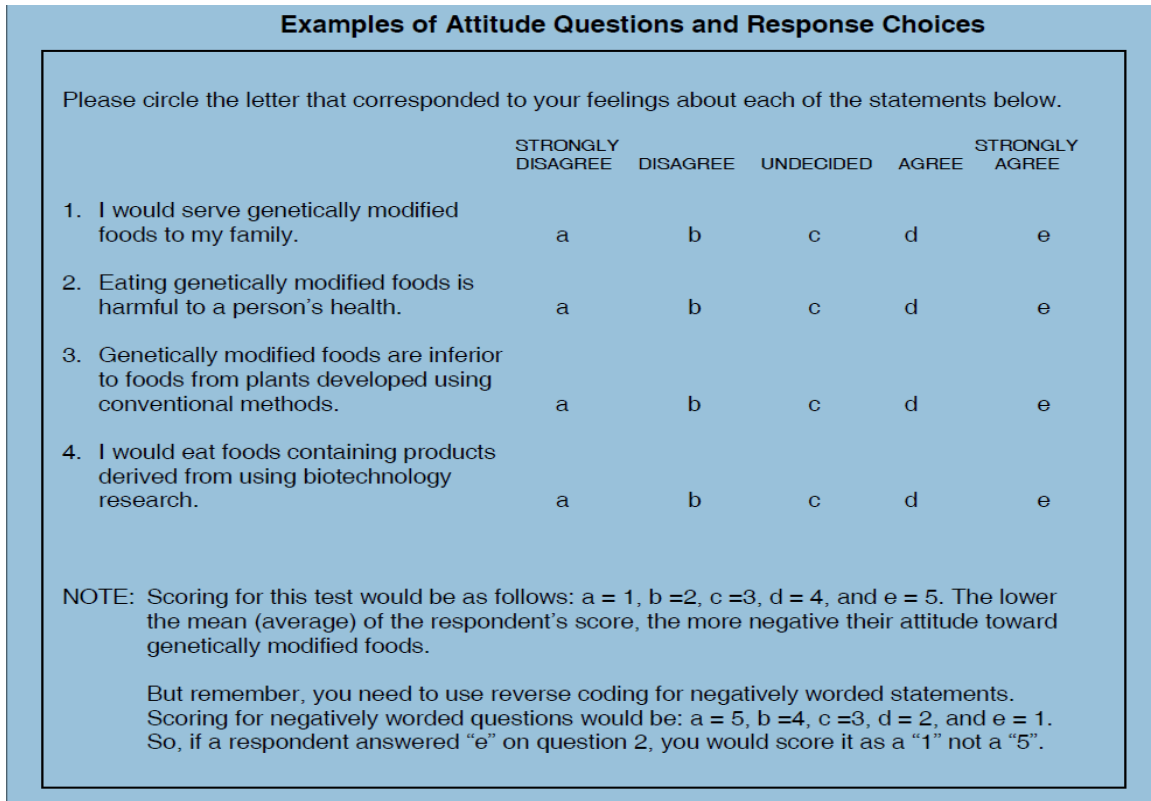 Examples of Attitude Questions and Response Choices
Please circle the letter that corresponded to your feelings about each of the statements below.
STRONGLY STRONGLY
DISAGREE DISAGREE UNDECIDED AGREE AGREE
1. I would serve genetically modified
foods to my family. a b c d e
2. Eating genetically modified foods is
harmful to a person's health. a b c d e
3. Genetically modified foods are inferior
to foods from plants developed using
conventional methods. a b c d e
4. I would eat foods containing products
derived from using biotechnology
research. a b c d e
NOTE: Scoring for this test would be as follows: a = 1, b =2, c =3, d = 4, and e = 5. The lower
the mean (average) of the respondent's score, the more negative their attitude toward
genetically modified foods.
But remember, you need to use reverse coding for negatively worded statements.
Scoring for negatively worded questions would be: a = 5, b =4, c =3, d = 2, and e = 1.
So, if a respondent answered “e” on question 2, you would score it as a “1” not a “5”.